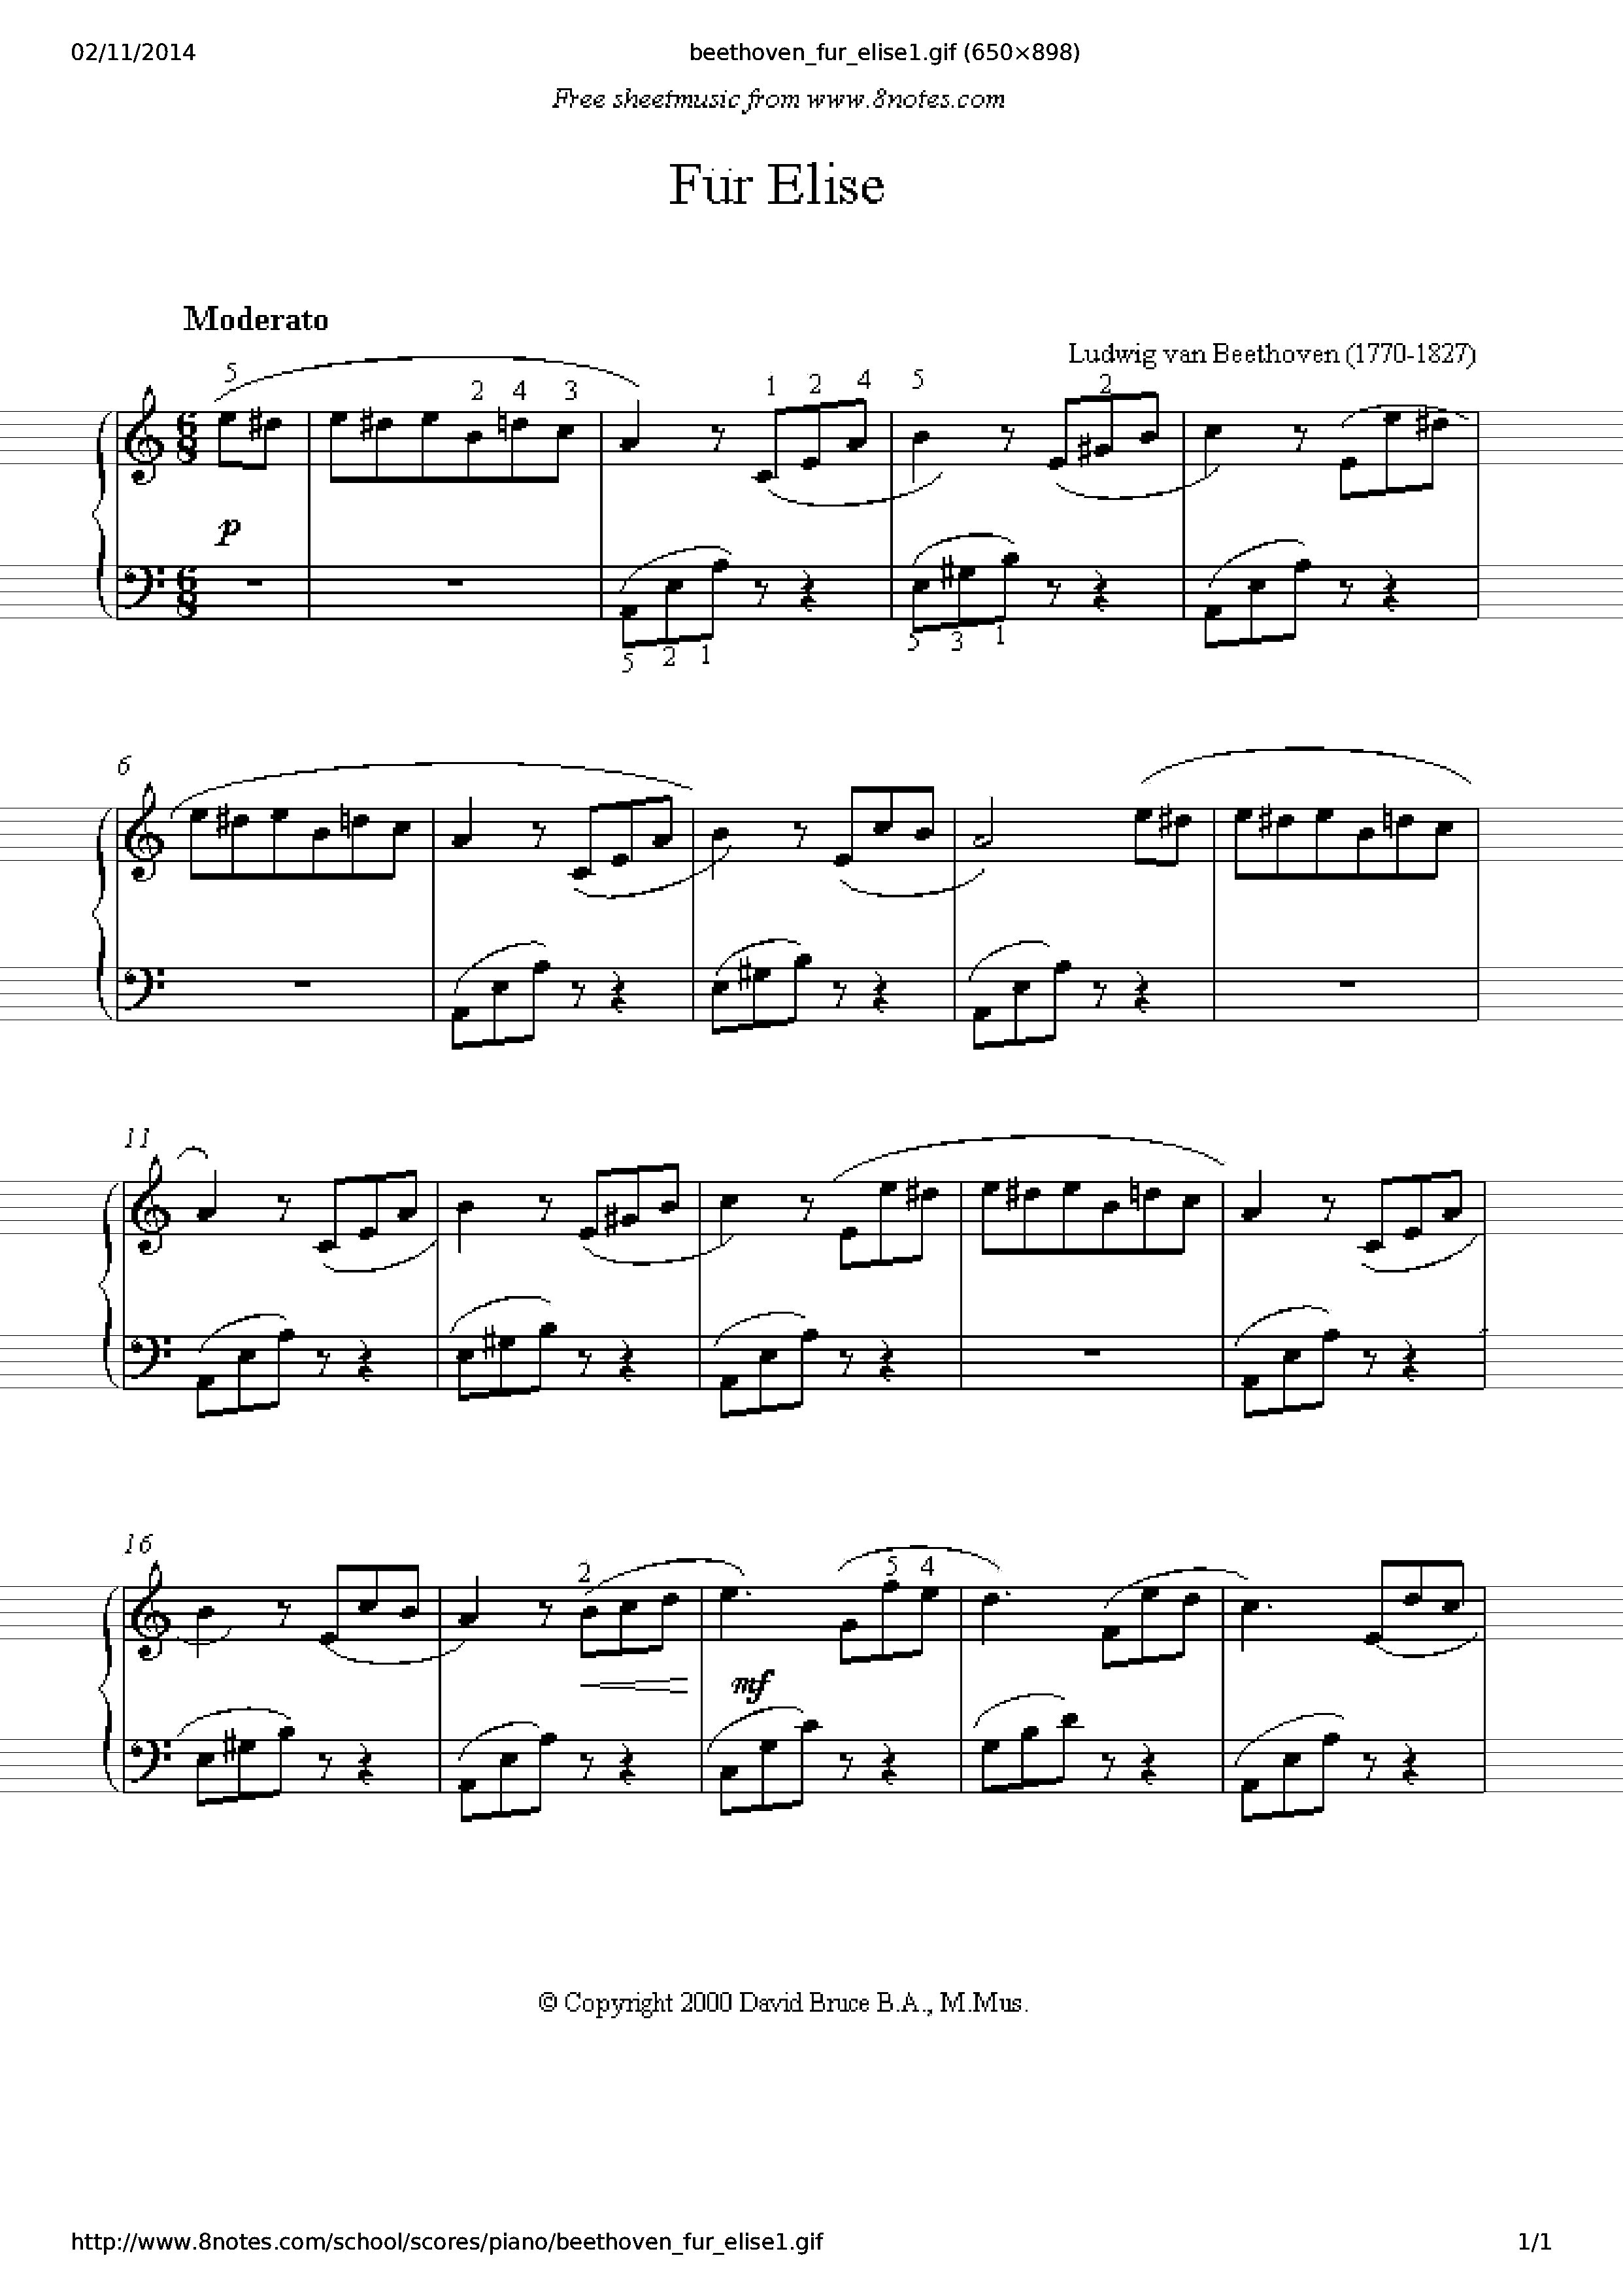 02/11/2014 beethoven_fur_elise1.gif (650×898)
Free sheetmusic from www.8notes.com
Für Elise
Moderato
Ludwig van Beethoven (1770-1827)
5 2 4 3 1 2 4 5 2
6
8
p
6
8
5 2 1 5 3 1
6
11
16
2 5 4
mf
© Copyright 2000 David Bruce B.A., M.Mus.
http://www.8notes.com/school/scores/piano/beethoven_fur_elise1.gif 1/1